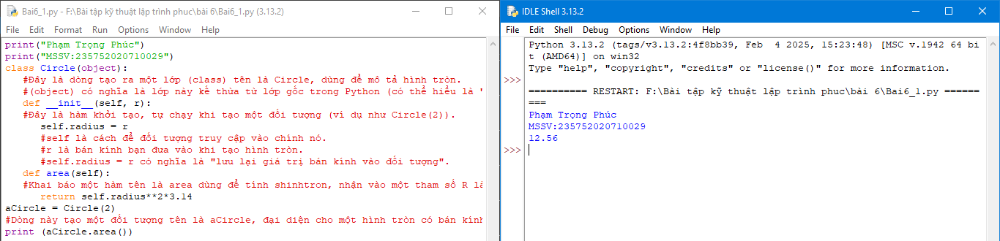 Bai6_1.py - F:\Bài tập kỹ thuật lập trình phuc\bài 6\Bai6_1.py (3.13.2)
File Edit Format Run Options Window Help
print("Phạm Trọng Phúc")
print("MSSV:235752020710029")
class Circle(object):
#Đây là dòng tạo ra một lớp (class) tên là Circle, dùng để mô tả hình tròn.
#(object) có nghĩa là lớp này kế thừa từ lớp gốc trong Python (có thể hiểu là "
def __init__(self, r):
#Đây là hàm khởi tạo, tự chạy khi tạo một đối tượng (ví dụ như Circle(2)).
self.radius = r
#self là cách để đối tượng truy cập vào chính nó.
#r là bán kính bạn đưa vào khi tạo hình tròn.
#self.radius = r có nghĩa là "lưu lại giá trị bán kính vào đối tượng".
def area(self):
#Khai báo một hàm tên là area dùng để tính shinhtron, nhận vào một tham số R là
return self.radius**2*3.14
aCircle = Circle(2)
#Dòng này tạo một đối tượng tên là aCircle, đại diện cho một hình tròn có bán kính
print (aCircle.area())
IDLE Shell 3.13.2
File Edit Shell Debug Options Window Help
Python 3.13.2 (tags/v3.13.2:4f8bb39, Feb 4 2025, 15:23:48) [MSC v.1942 64 bi
t (AMD64)] on win32
Type "help", "copyright", "credits" or "license()" for more information.
>>>
========== RESTART: F:\Bài tập kỹ thuật lập trình phuc\bài 6\Bai6_1.py ======
===
Phạm Trọng Phúc
MSSV:235752020710029
12.56
>>>